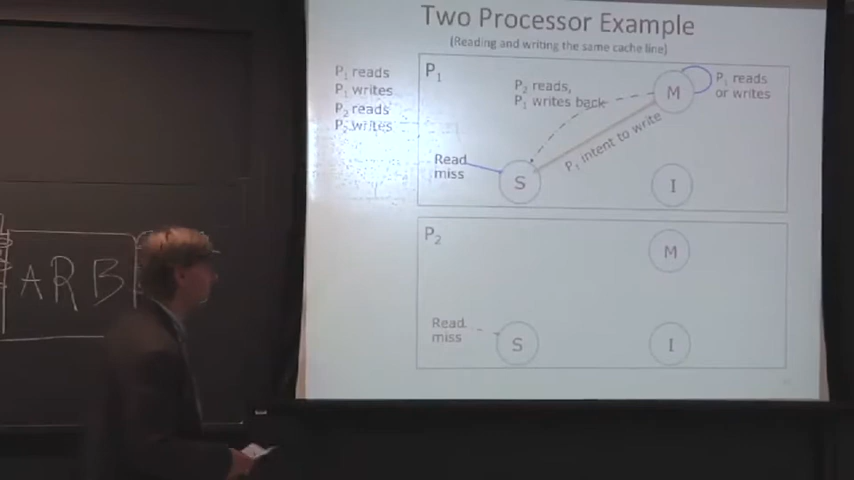 Two Processor Example
(Reading and writing the same cache line)
P₁ reads
P₁ writes
P₂ reads
P₂ writes
P₁
P₂ reads,
P₁ writes back
M
P₁ reads
or writes
P₁ intent to write
Read
miss
S
I
P₂
M
Read
miss
S
I
ARB